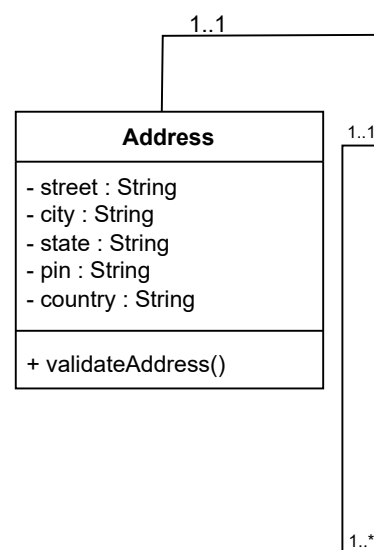 1..1
Address
1..1
- street : String
- city : String
- state : String
- pin : String
- country : String
+ validateAddress()
1..*